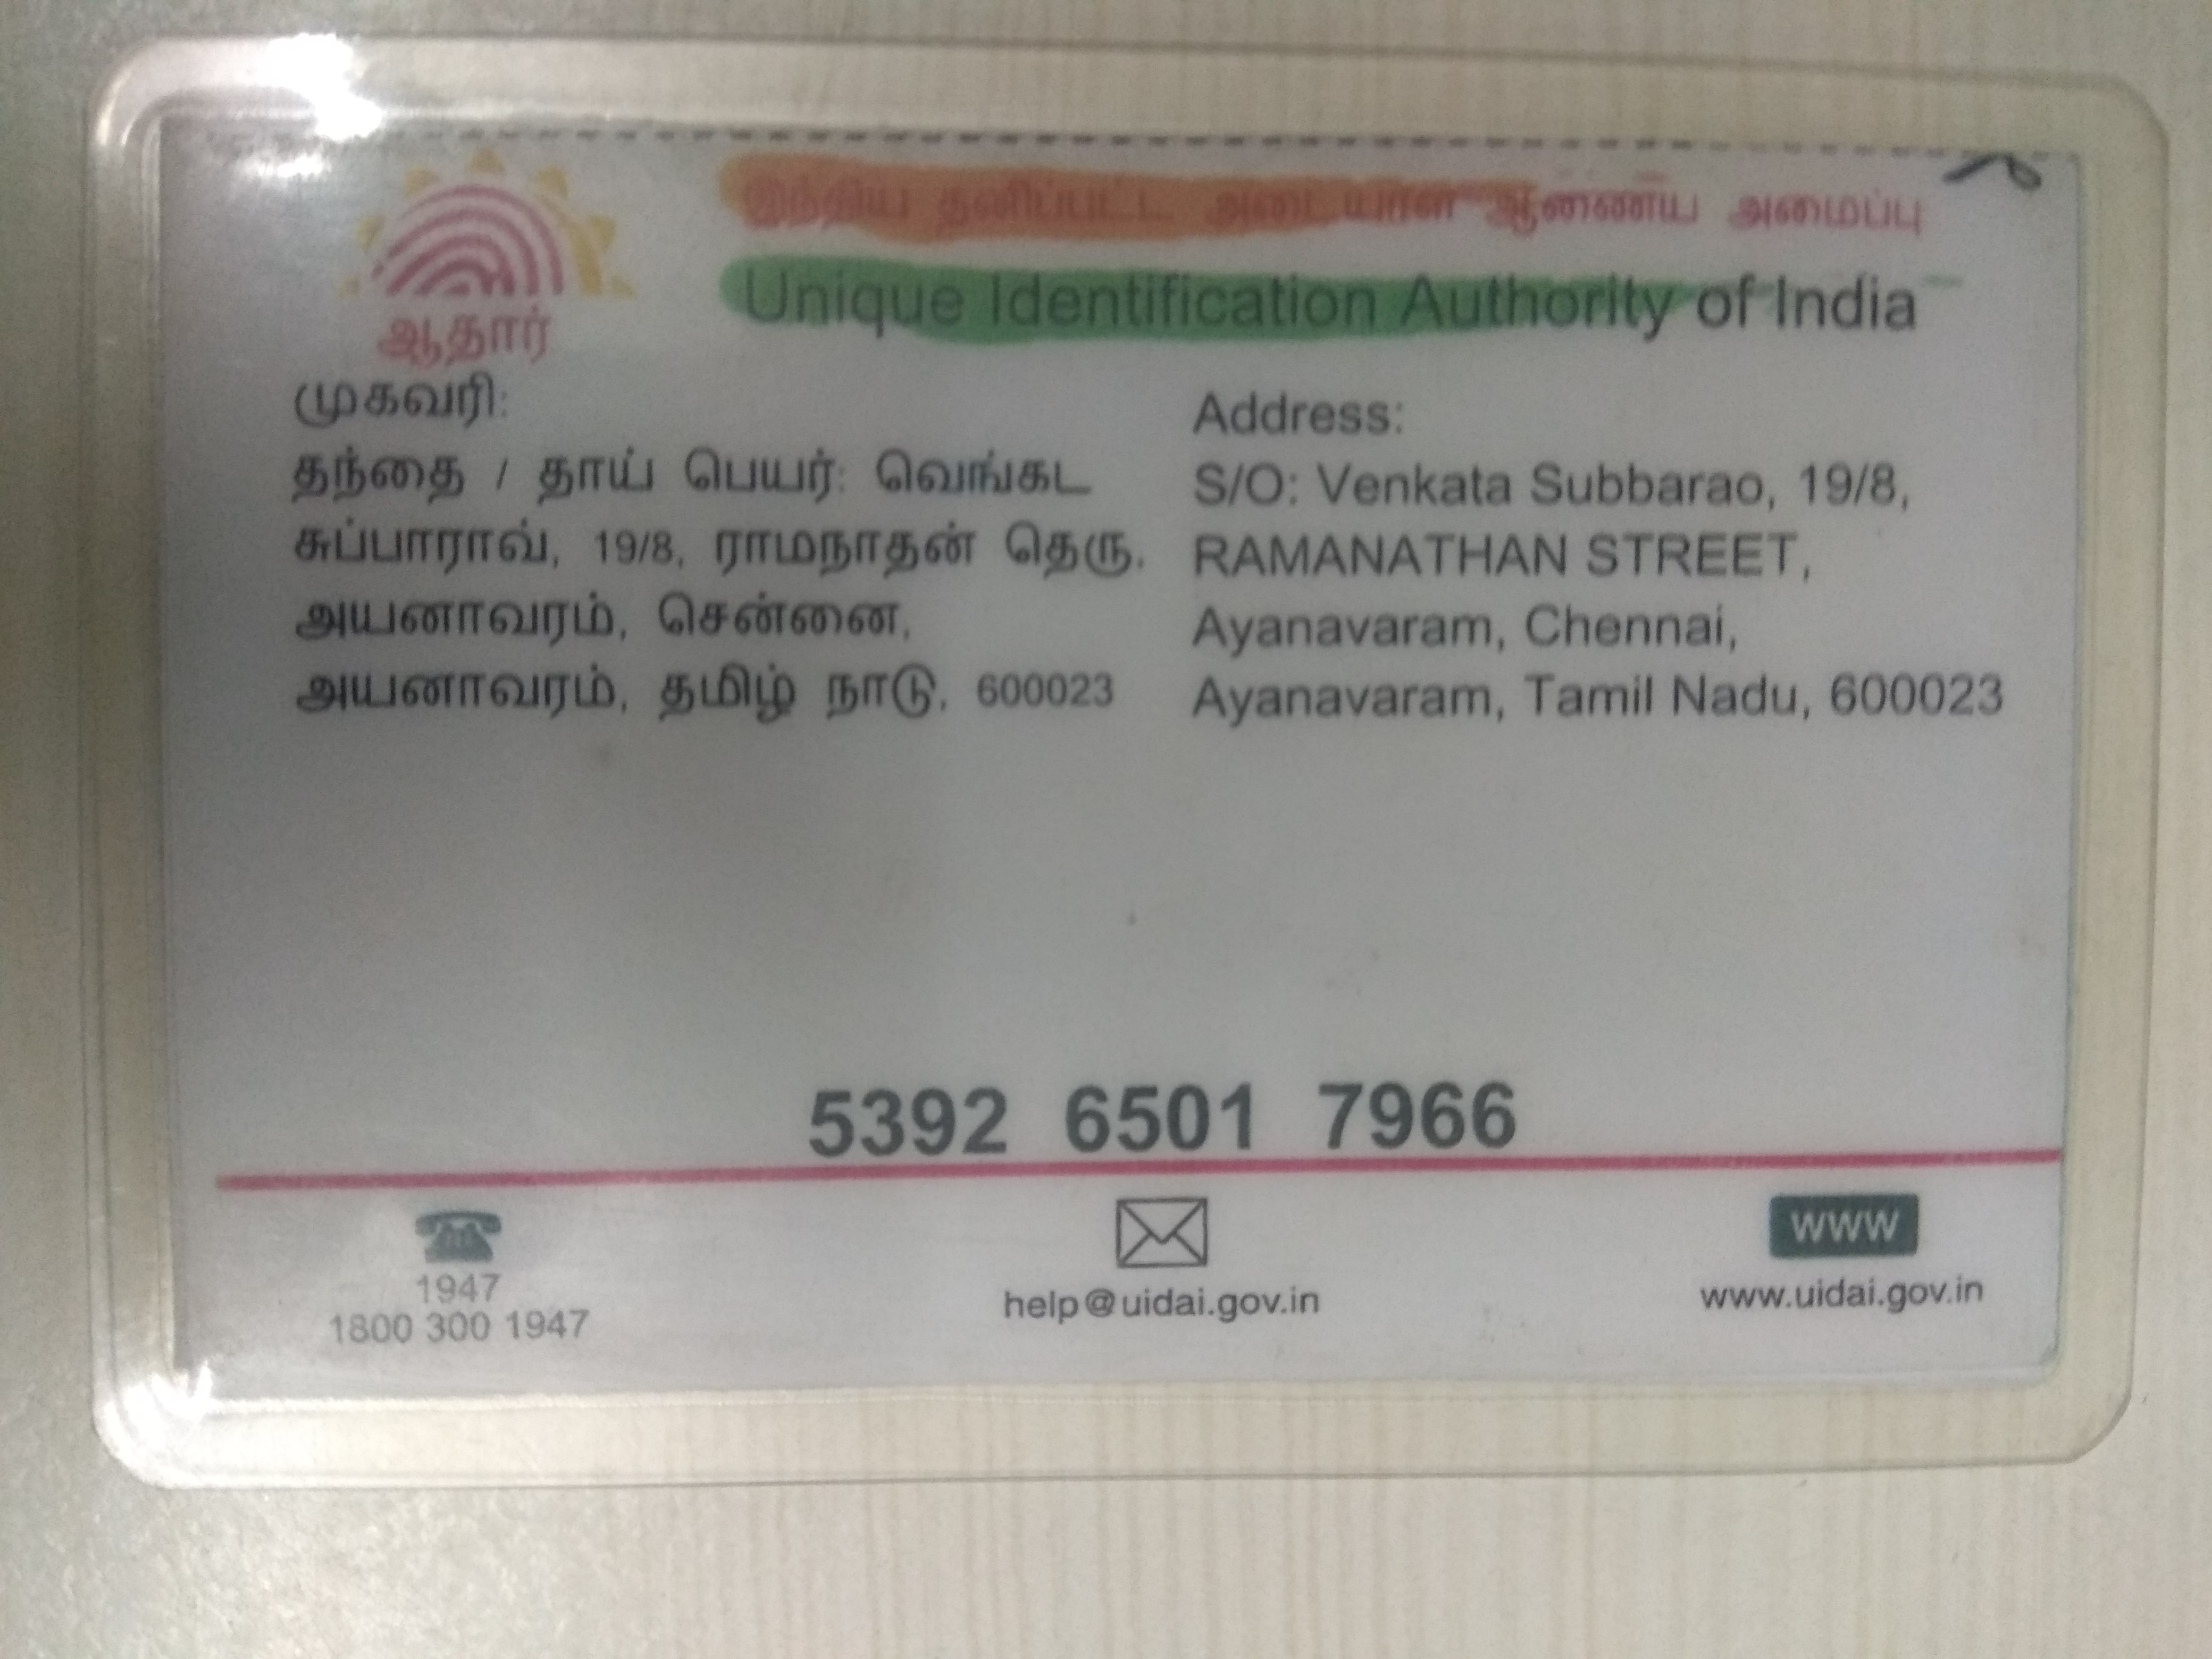 இந்திய தனிப்பட்ட அடையாள ஆணைய அமைப்பு
Unique Identification Authority of India
ஆதார்
முகவரி:
தந்தை / தாய் பெயர்: வெங்கட
சுப்பாராவ், 19/8, ராமநாதன் தெரு,
அயனாவரம், சென்னை,
அயனாவரம், தமிழ் நாடு, 600023
Address:
S/O: Venkata Subbarao, 19/8,
RAMANATHAN STREET,
Ayanavaram, Chennai,
Ayanavaram, Tamil Nadu, 600023
5392 6501 7966
1947
1800 300 1947
help@uidai.gov.in
WWW
www.uidai.gov.in